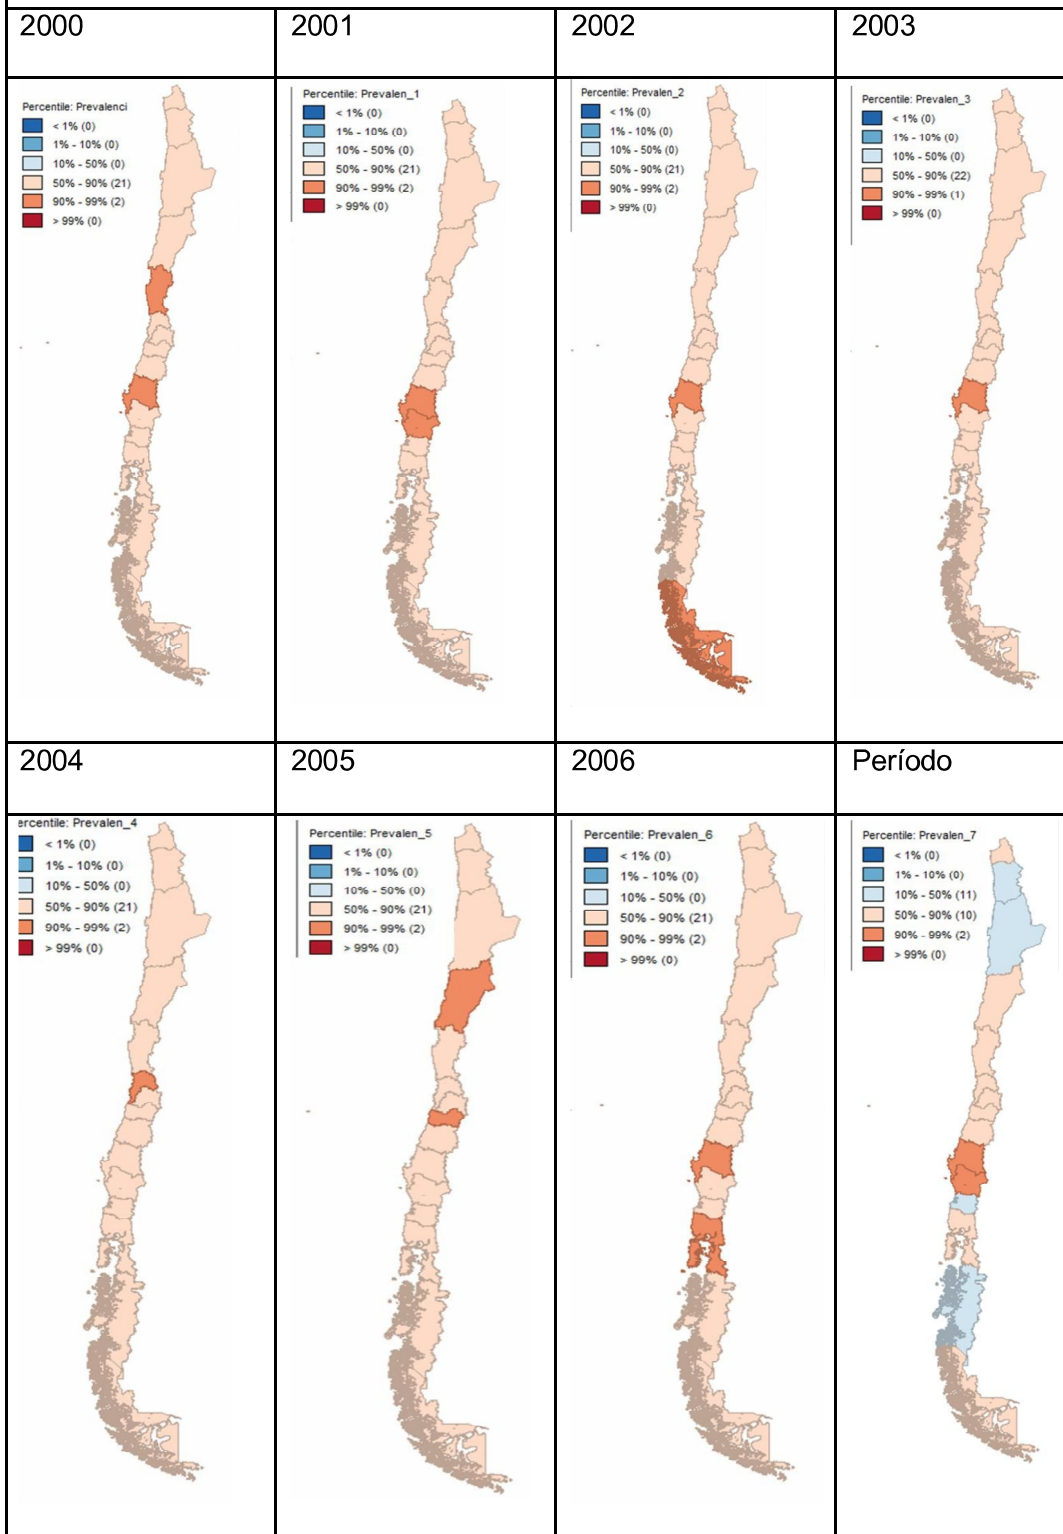 2000
2001
2002
2003
Percentile: Prevalenci
< 1% (0)
1% - 10% (0)
10% - 50% (0)
50% - 90% (21)
90% - 99% (2)
> 99% (0)
Percentile: Prevalen_1
< 1% (0)
1% - 10% (0)
10% - 50% (0)
50% - 90% (21)
90% - 99% (2)
> 99% (0)
Percentile: Prevalen_2
< 1% (0)
1% - 10% (0)
10% - 50% (0)
50% - 90% (21)
90% - 99% (2)
> 99% (0)
Percentile: Prevalen_3
< 1% (0)
1% - 10% (0)
10% - 50% (0)
50% - 90% (22)
90% - 99% (1)
> 99% (0)
2004
2005
2006
Período
ercentile: Prevalen_4
< 1% (0)
1% - 10% (0)
10% - 50% (0)
50% - 90% (21)
90% - 99% (2)
> 99% (0)
Percentile: Prevalen_5
< 1% (0)
1% - 10% (0)
10% - 50% (0)
50% - 90% (21)
90% - 99% (2)
> 99% (0)
Percentile: Prevalen_6
< 1% (0)
1% - 10% (0)
10% - 50% (0)
50% - 90% (21)
90% - 99% (2)
> 99% (0)
Percentile: Prevalen_7
< 1% (0)
1% - 10% (0)
10% - 50% (11)
50% - 90% (10)
90% - 99% (2)
> 99% (0)